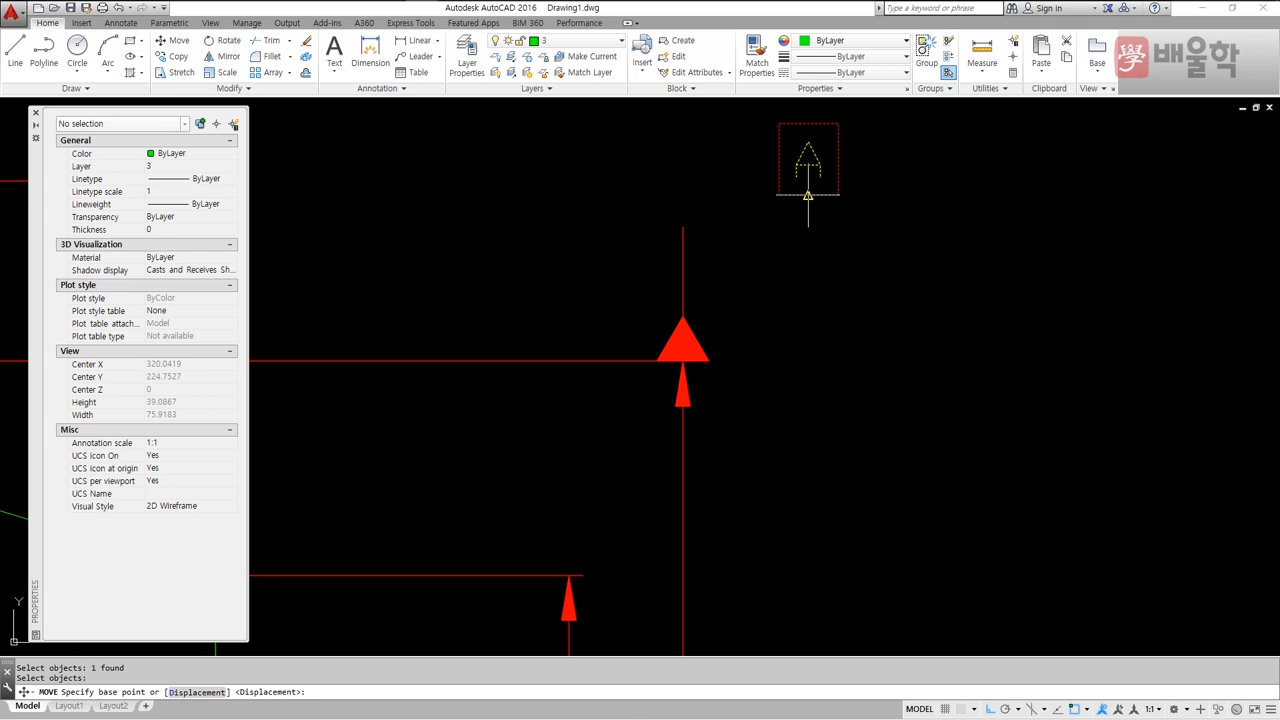 Autodesk AutoCAD 2016 Drawing1.dwg
Type a keyword or phrase
Sign In
Home Insert Annotate Parametric View Manage Output Add-ins A360 Express Tools Featured Apps BIM 360 Performance
Line Polyline Circle Arc
Move Rotate Trim
Copy Mirror Fillet
Stretch Scale Array
Text Dimension
Linear
Leader
Table
Layer Properties
3
Make Current
Match Layer
Insert
Create
Edit
Edit Attributes
Match Properties
ByLayer
ByLayer
ByLayer
Group
Measure
Paste
Base
學 배울학
Draw Modify Annotation Layers Block Properties Groups Utilities Clipboard View
No selection
General
Color ByLayer
Layer 3
Linetype ByLayer
Linetype scale 1
Lineweight ByLayer
Transparency ByLayer
Thickness 0
3D Visualization
Material ByLayer
Shadow display Casts and Receives Sh...
Plot style
Plot style ByColor
Plot style table None
Plot table attach... Model
Plot table type Not available
View
Center X 320.0419
Center Y 224.7527
Center Z 0
Height 39.0867
Width 75.9183
Misc
Annotation scale 1:1
UCS icon On Yes
UCS icon at origin Yes
UCS per viewport Yes
UCS Name
Visual Style 2D Wireframe
PROPERTIES
A
Y
Select objects: 1 found
Select objects:
MOVE Specify base point or [Displacement] <Displacement>:
Model Layout1 Layout2 +
MODEL 1:1